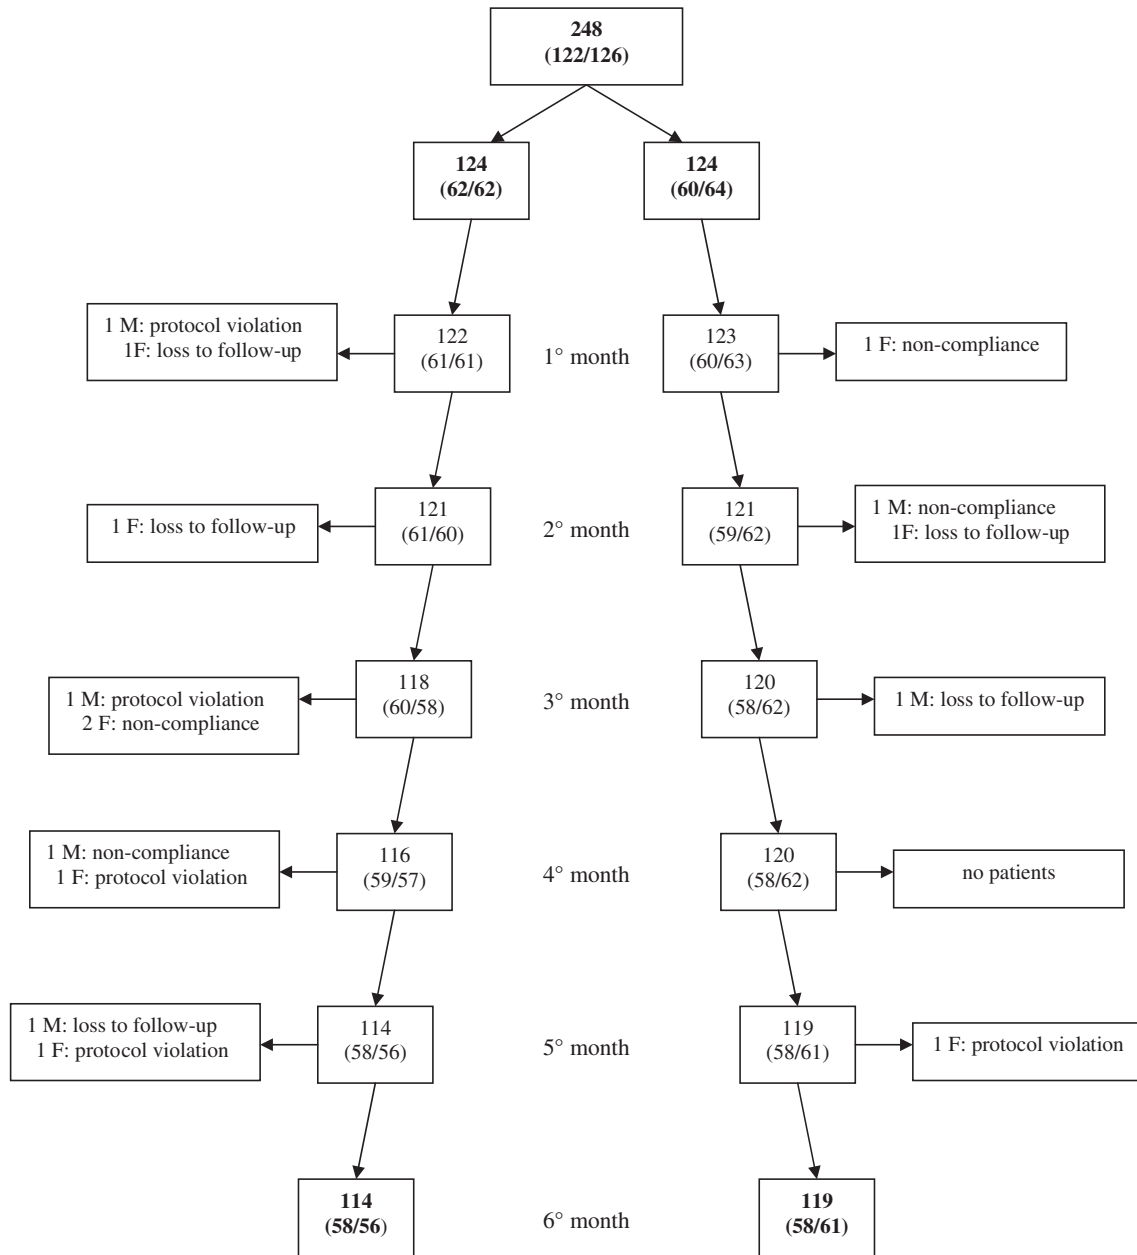 248
(122/126)
124
(62/62)
124
(60/64)
1 M: protocol violation
1F: loss to follow-up
122
(61/61)
1° month
123
(60/63)
1 F: non-compliance
1 F: loss to follow-up
121
(61/60)
2° month
121
(59/62)
1 M: non-compliance
1F: loss to follow-up
1 M: protocol violation
2 F: non-compliance
118
(60/58)
3° month
120
(58/62)
1 M: loss to follow-up
1 M: non-compliance
1 F: protocol violation
116
(59/57)
4° month
120
(58/62)
no patients
1 M: loss to follow-up
1 F: protocol violation
114
(58/56)
5° month
119
(58/61)
1 F: protocol violation
114
(58/56)
6° month
119
(58/61)